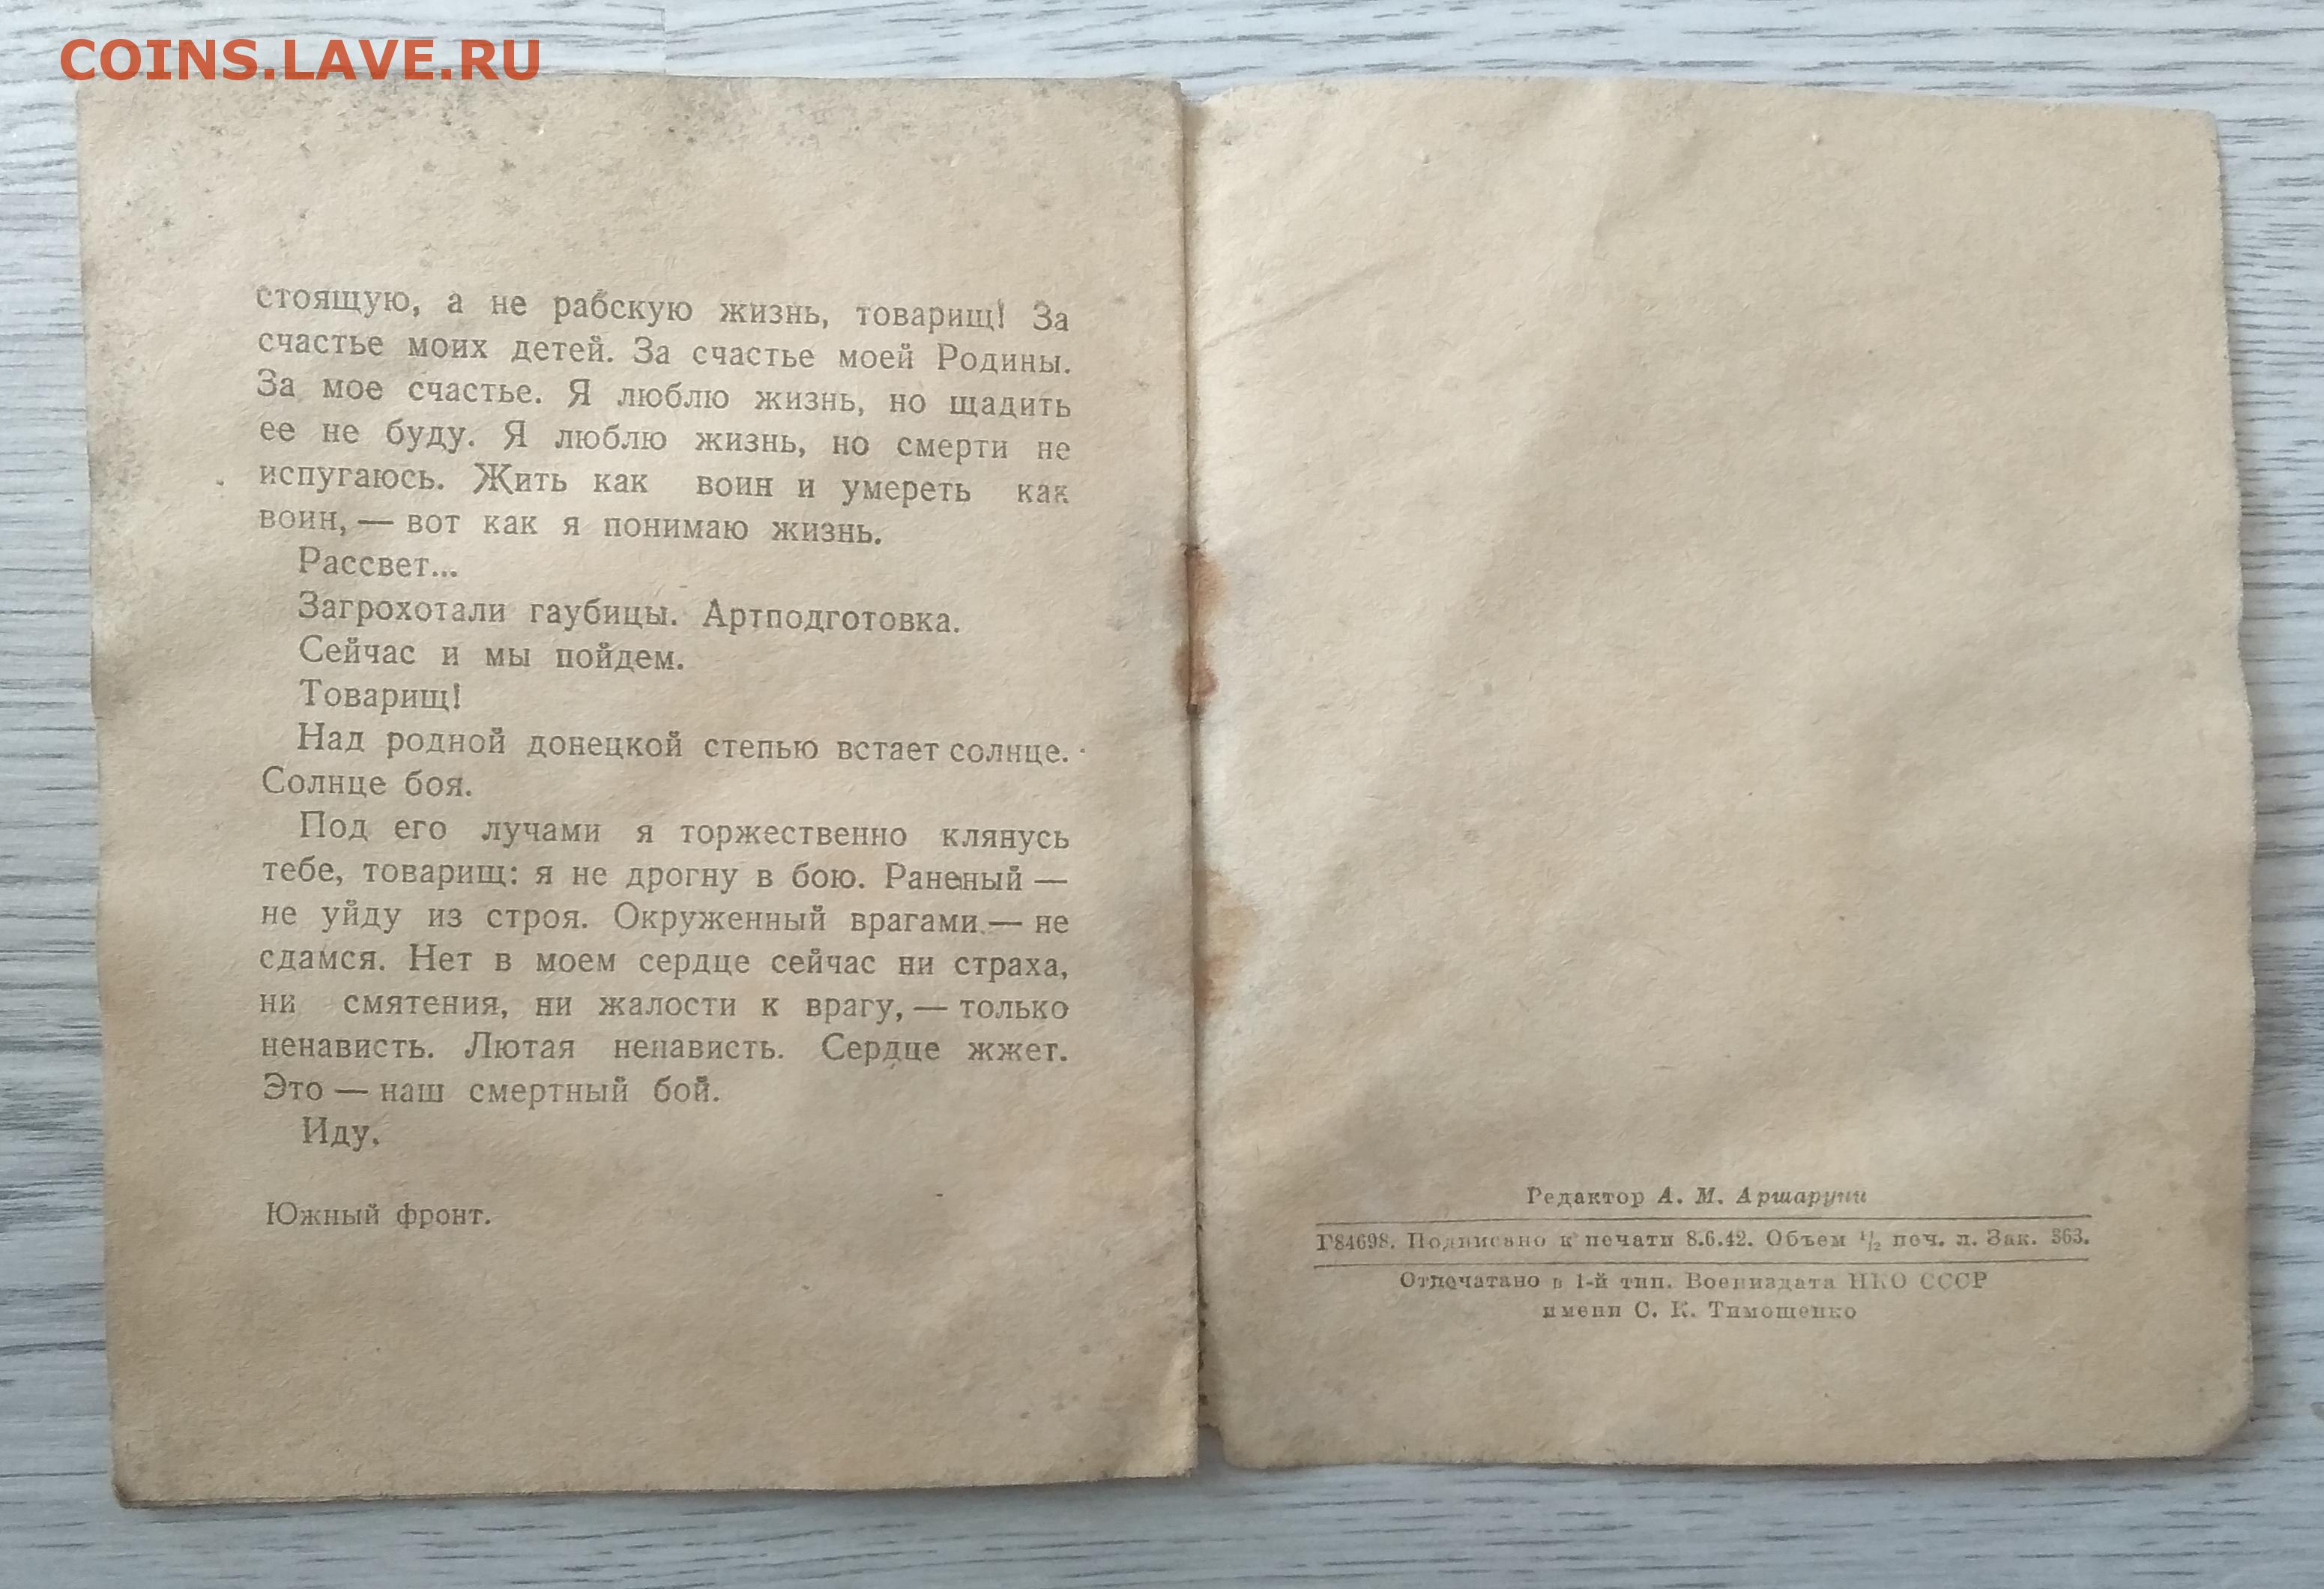 COINS.LAVE.RU
стоящую, а не рабскую жизнь, товарищ! За
счастье моих детей. За счастье моей Родины.
За мое счастье. Я люблю жизнь, но щадить
ее не буду. Я люблю жизнь, но смерти не
испугаюсь. Жить как воин и умереть как
воин, — вот как я понимаю жизнь.
Рассвет...
Загрохотали гаубицы. Артподготовка.
Сейчас и мы пойдем.
Товарищ!
Над родной донецкой степью встает солнце.
Солнце боя.
Под его лучами я торжественно клянусь
тебе, товарищ: я не дрогну в бою. Раненый —
не уйду из строя. Окруженный врагами — не
сдамся. Нет в моем сердце сейчас ни страха,
ни смятения, ни жалости к врагу, — только
ненависть. Лютая ненависть. Сердце жжет.
Это — наш смертный бой.
Иду.
Южный фронт.
Редактор А. М. Аршаруни
Г84698. Подписано к печати 8.6.42. Объем 1/2 печ. л. Зак. 363.
Отпечатано в 1-й тип. Воениздата НКО СССР
имени С. К. Тимошенко